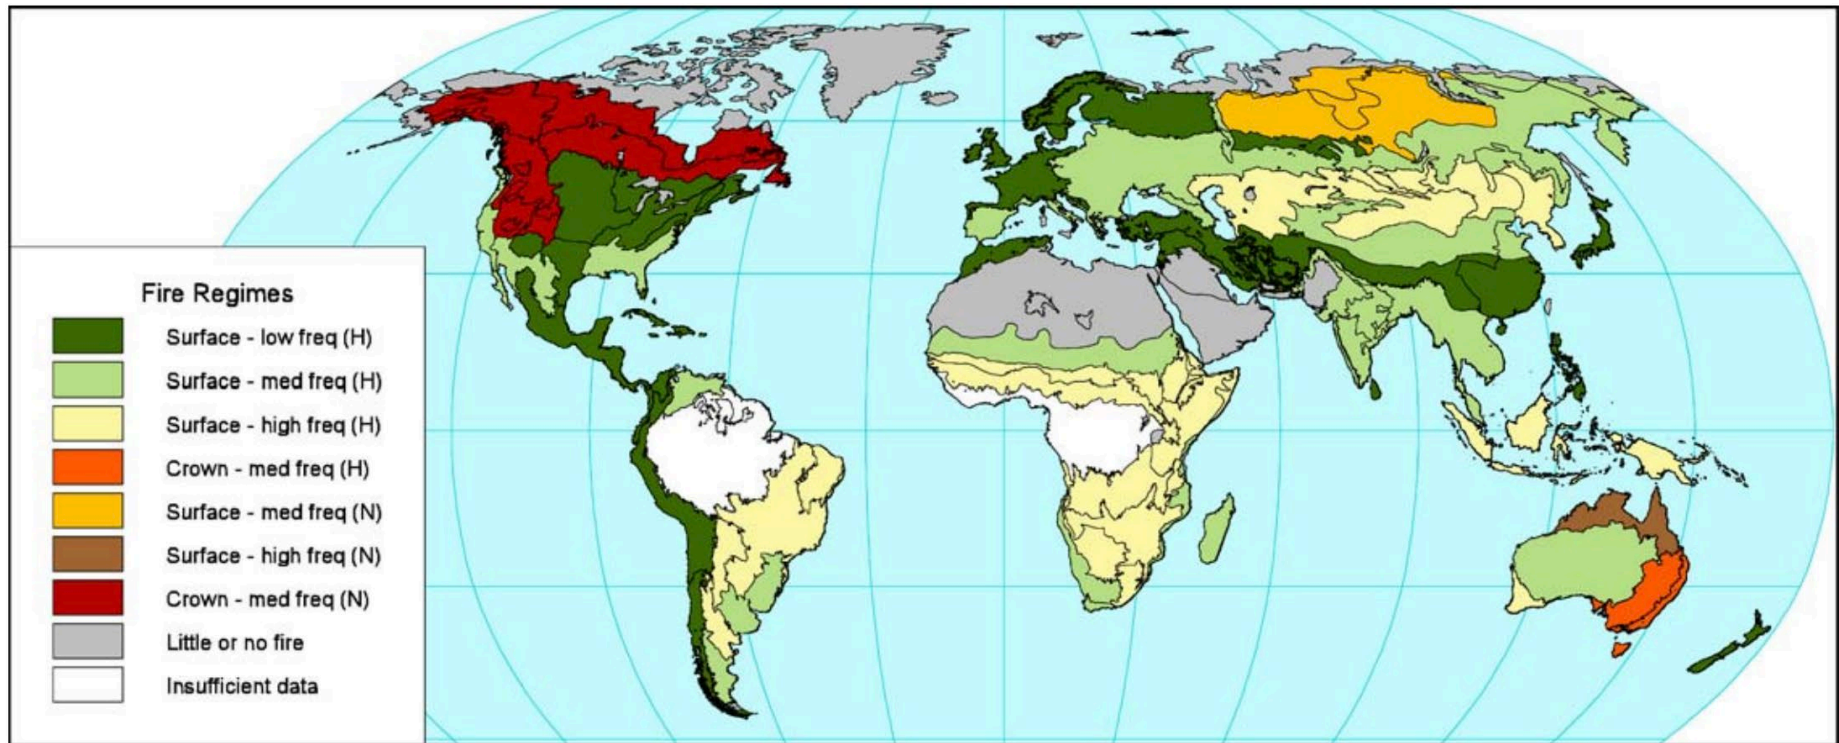 Fire Regimes
Surface - low freq (H)
Surface - med freq (H)
Surface - high freq (H)
Crown - med freq (H)
Surface - med freq (N)
Surface - high freq (N)
Crown - med freq (N)
Little or no fire
Insufficient data